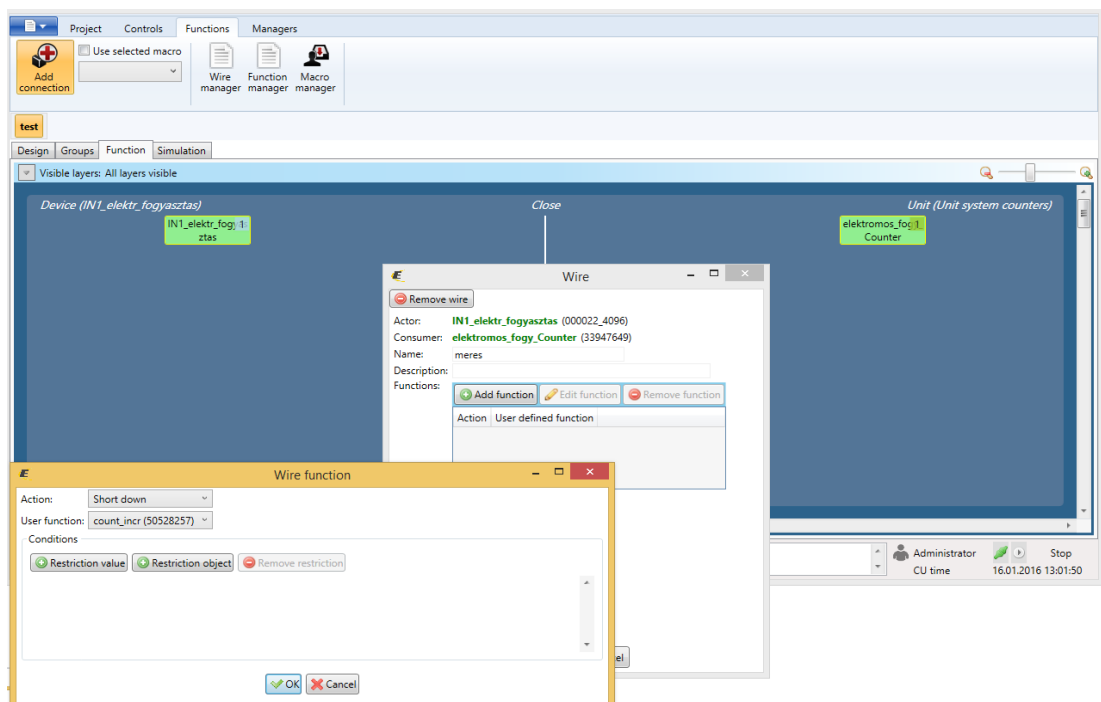 Project Controls Functions Managers
Use selected macro
Add connection
Wire manager
Function manager
Macro manager
test
Design Groups Function Simulation
Visible layers: All layers visible
Device (IN1_elektr_fogyasztas) Close Unit (Unit system counters)
IN1_elektr_fogy 1
ztas
elektromos_fog 1
Counter
Wire
Remove wire
Actor: IN1_elektr_fogyasztas (000022_4096)
Consumer: elektromos_fogy_Counter (33947649)
Name: meres
Description:
Functions: Add function Edit function Remove function
Action User defined function
Wire function
Action: Short down
User function: count_incr (50528257)
Conditions
Restriction value Restriction object Remove restriction
OK Cancel
Administrator Stop
CU time 16.01.2016 13:01:50